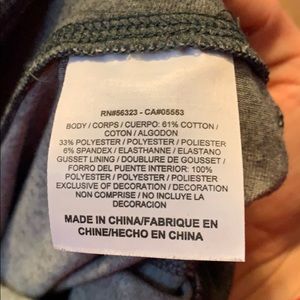 RN#56323 - CA#05553
BODY / CORPS / CUERPO: 61% COTTON /
COTON / ALGODON
33% POLYESTER / POLYESTER / POLIESTER
6% SPANDEX / ELASTHANNE / ELASTANO
GUSSET LINING / DOUBLURE DE GOUSSET /
FORRO DEL PUENTE INTERIOR: 100%
POLYESTER / POLYESTER / POLIESTER
EXCLUSIVE OF DECORATION / DECORATION
NON COMPRISE / NO INCLUYE LA
DECORACION
MADE IN CHINA/FABRIQUE EN
CHINE/HECHO EN CHINA